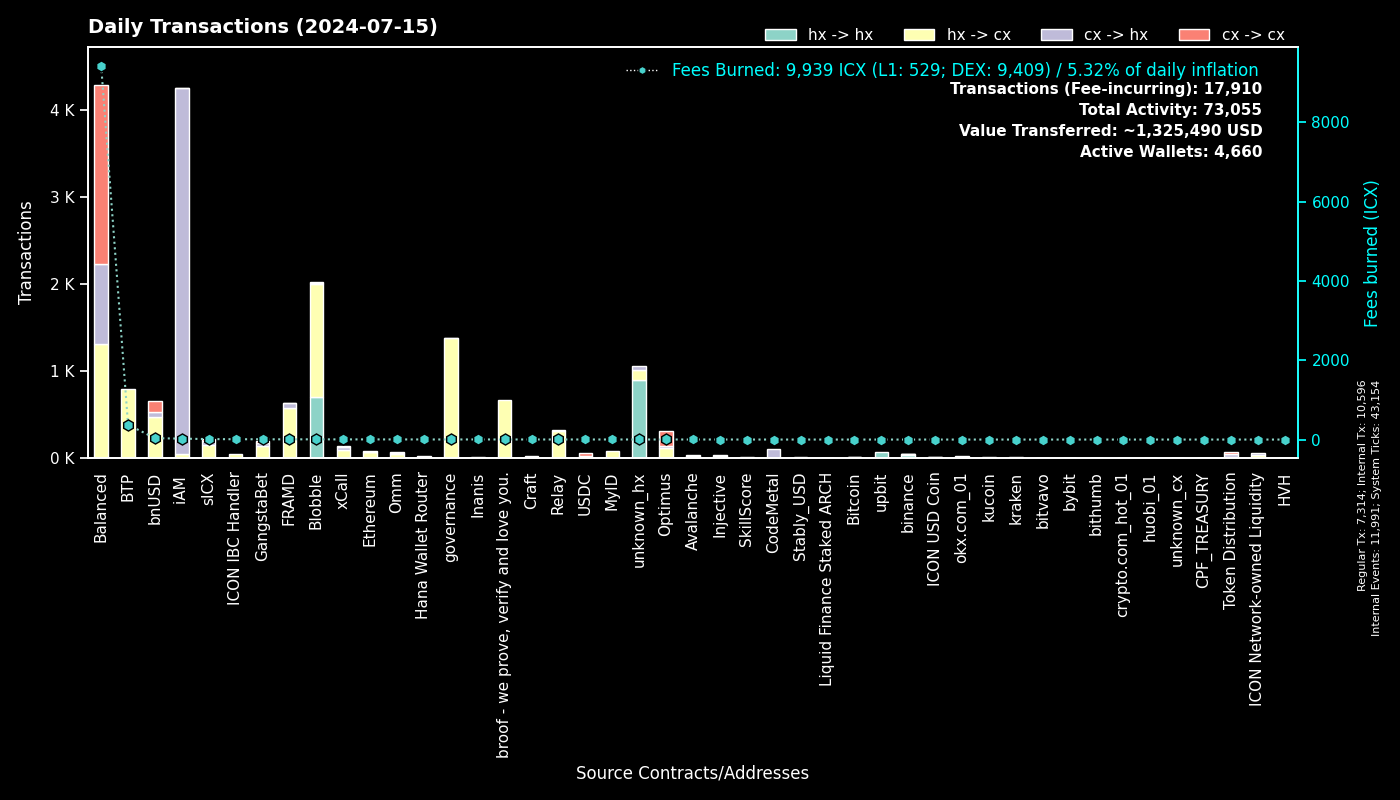 Daily Transactions (2024-07-15)
hx -> hx
hx -> cx
cx -> hx
cx -> cx
Fees Burned: 9,939 ICX (L1: 529; DEX: 9,409) / 5.32% of daily inflation
Transactions (Fee-incurring): 17,910
Total Activity: 73,055
Value Transferred: ~1,325,490 USD
Active Wallets: 4,660
Transactions
4 K
3 K
2 K
1 K
0 K
8000
6000
4000
2000
0
Fees burned (ICX)
Regular Tx: 7,314; Internal Tx: 10,596
Internal Events: 11,991; System Ticks: 43,154
Balanced
BTP
bnUSD
iAM
sICX
ICON IBC Handler
GangstaBet
FRAMD
Blobble
xCall
Ethereum
Omm
Hana Wallet Router
governance
Inanis
broof - we prove, verify and love you.
Craft
Relay
USDC
MyID
unknown_hx
Optimus
Avalanche
Injective
SkillScore
CodeMetal
Stably_USD
Liquid Finance Staked ARCH
Bitcoin
upbit
binance
ICON USD Coin
okx.com_01
kucoin
kraken
bitvavo
bybit
bithumb
crypto.com_hot_01
huobi_01
unknown_cx
CPF_TREASURY
Token Distribution
ICON Network-owned Liquidity
HVH
Source Contracts/Addresses